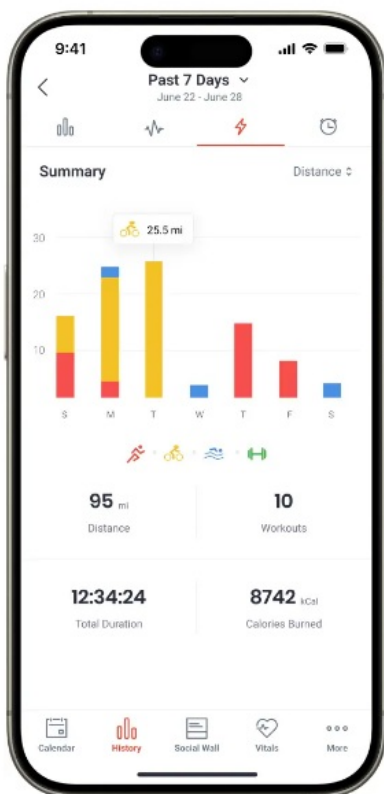 9:41
Past 7 Days
June 22 - June 28
Summary
Distance
25.5 mi
30
20
10
S M T W T F S
95 mi
Distance
10
Workouts
12:34:24
Total Duration
8742 kCal
Calories Burned
Calendar History Social Wall Vitals More